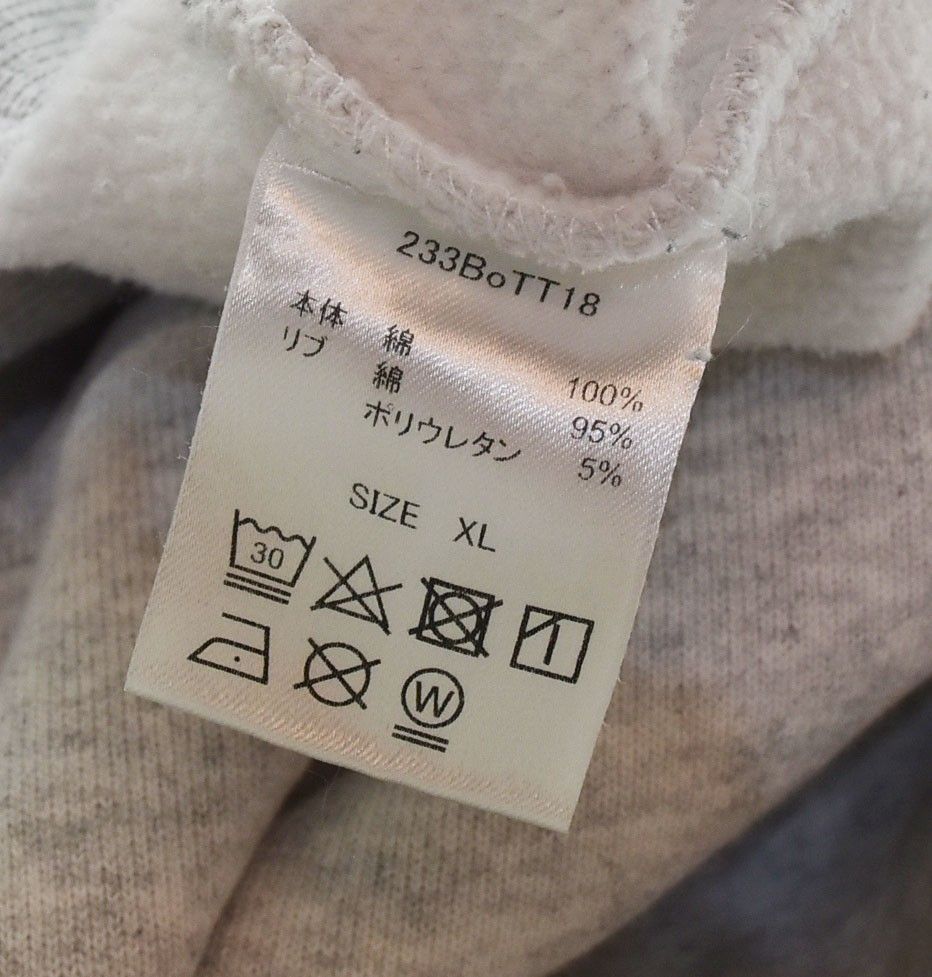 233BoTT18
本体 綿 100%
リブ 綿 95%
ポリウレタン 5%
SIZE XL
30
W